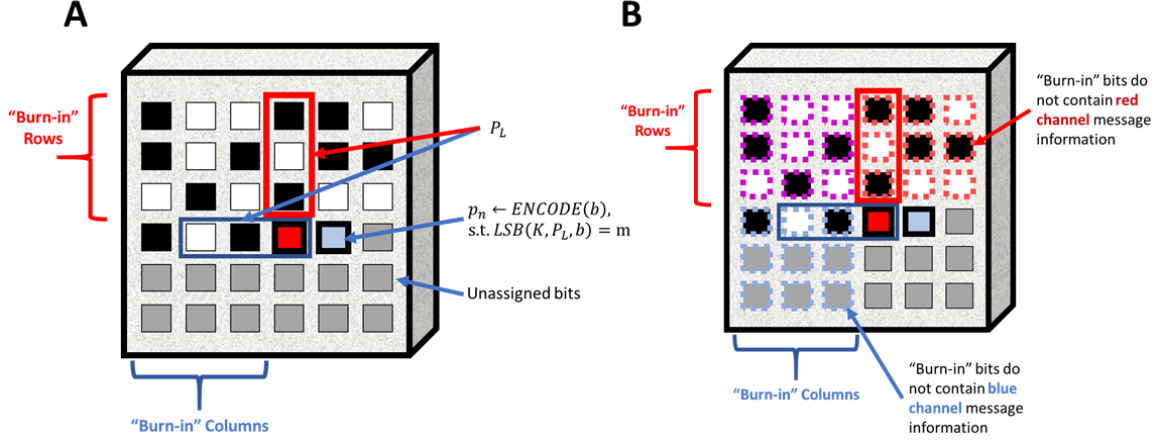 A
"Burn-in"
Rows
P_L
p_n ← ENCODE(b),
s.t. LSB(K, P_L, b) = m
Unassigned bits
"Burn-in" Columns
B
"Burn-in"
Rows
"Burn-in" bits do
not contain red
channel message
information
"Burn-in" Columns
"Burn-in" bits do
not contain blue
channel message
information